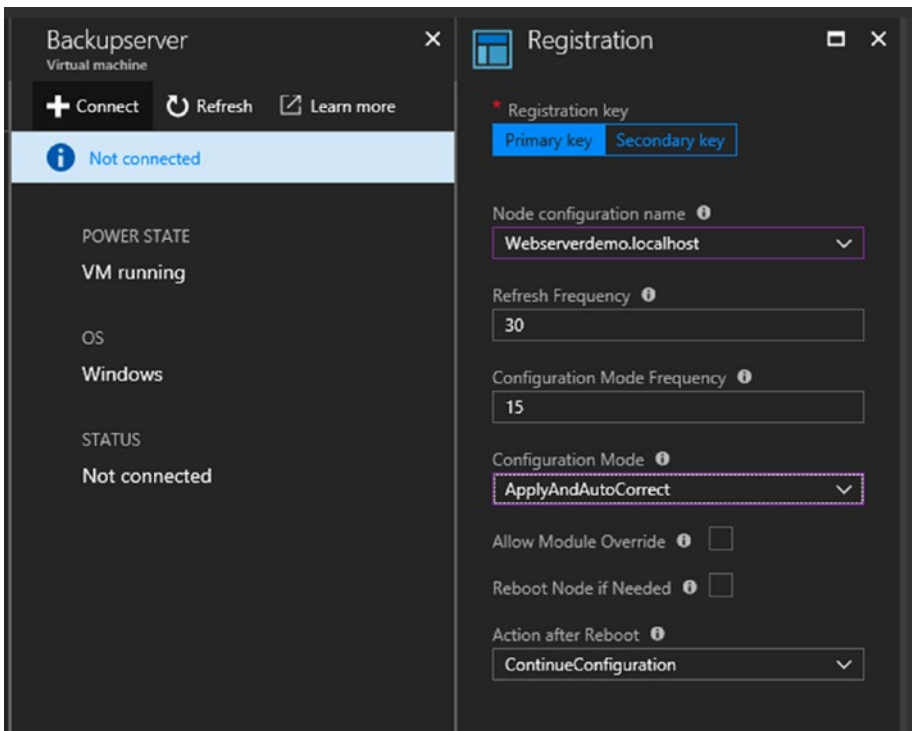 Backupserver
Virtual machine
Connect Refresh Learn more
Not connected
POWER STATE
VM running
OS
Windows
STATUS
Not connected
Registration
* Registration key
Primary key Secondary key
Node configuration name
Webserverdemo.localhost
Refresh Frequency
30
Configuration Mode Frequency
15
Configuration Mode
ApplyAndAutoCorrect
Allow Module Override
Reboot Node if Needed
Action after Reboot
ContinueConfiguration